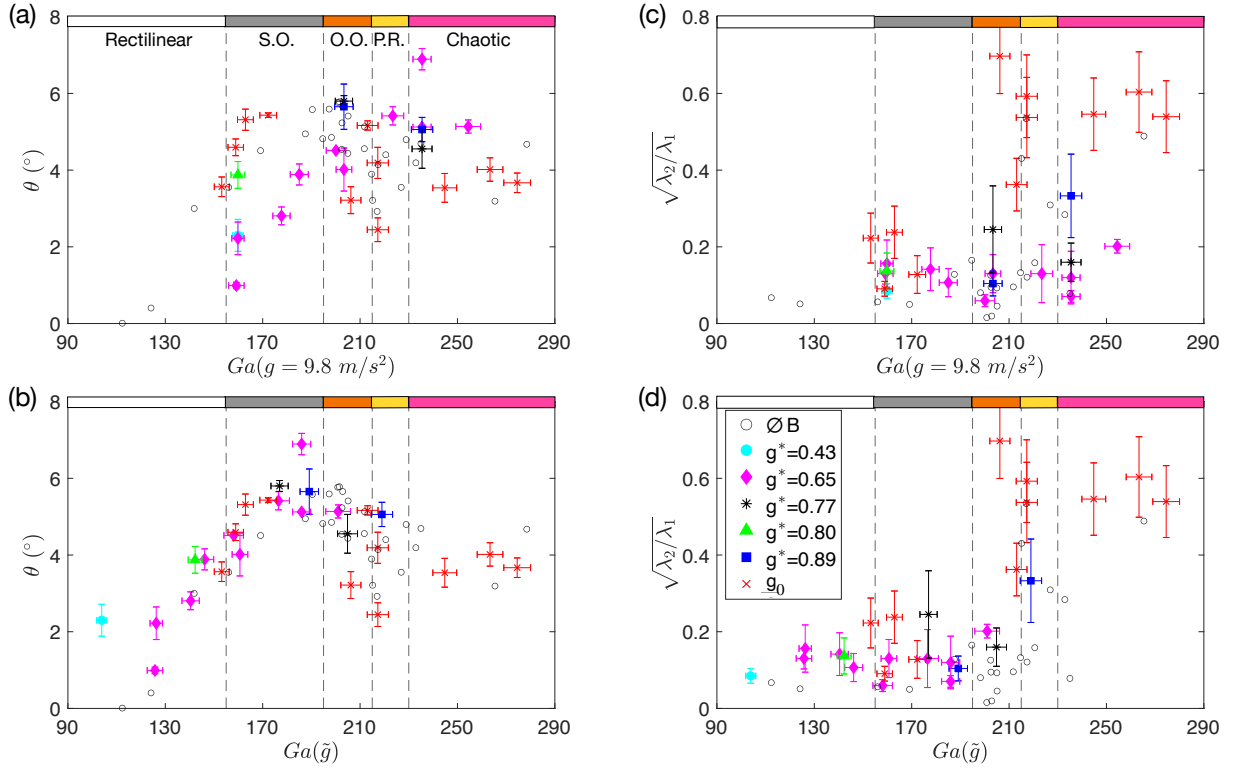 (a)
8
6
4
2
0
θ (°)
Rectilinear
S.O.
O.O.
P.R.
Chaotic
90 130 170 210 250 290
Ga(g = 9.8 m/s²)
(c)
0.8
0.6
0.4
0.2
0
√λ₂/λ₁
90 130 170 210 250 290
Ga(g = 9.8 m/s²)
(b)
8
6
4
2
0
θ (°)
90 130 170 210 250 290
Ga(g̃)
(d)
0.8
0.6
0.4
0.2
0
√λ₂/λ₁
∅ B
g*=0.43
g*=0.65
g*=0.77
g*=0.80
g*=0.89
g₀
90 130 170 210 250 290
Ga(g̃)